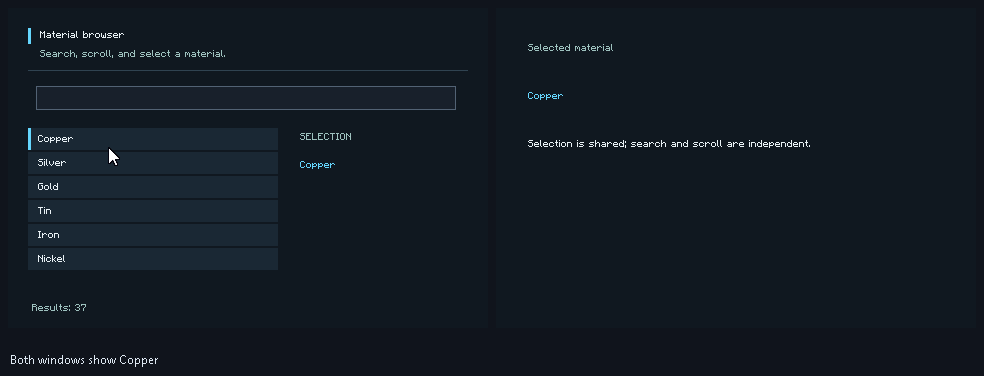 Material browser
Search, scroll, and select a material.
Copper
Silver
Gold
Tin
Iron
Nickel
SELECTION
Copper
Results: 37
Selected material
Copper
Selection is shared; search and scroll are independent.
Both windows show Copper